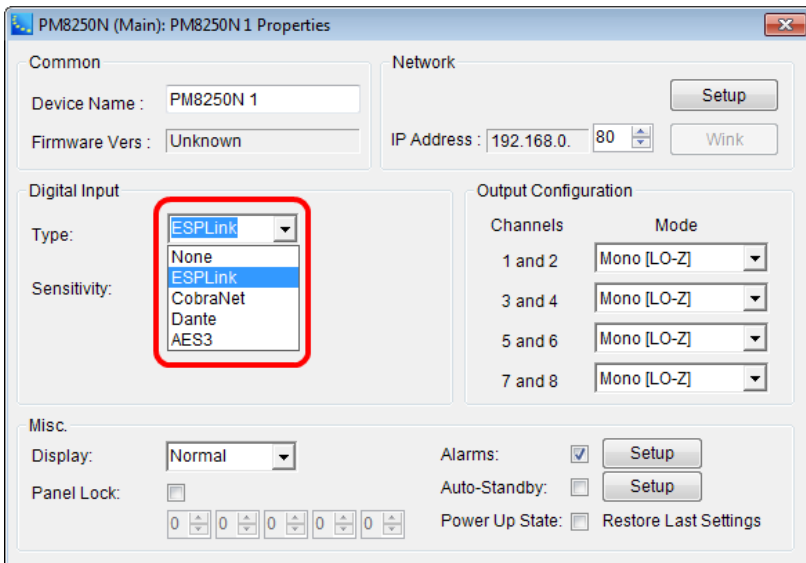 PM8250N (Main): PM8250N 1 Properties
Common
Device Name : PM8250N 1
Firmware Vers : Unknown
Network
Setup
IP Address : 192.168.0. 80 Wink
Digital Input
Type: ESPLink
None
ESPLink
CobraNet
Dante
AES3
Sensitivity:
Output Configuration
Channels Mode
1 and 2 Mono [LO-Z]
3 and 4 Mono [LO-Z]
5 and 6 Mono [LO-Z]
7 and 8 Mono [LO-Z]
Misc.
Display: Normal
Panel Lock:
0 0 0 0 0
Alarms: Setup
Auto-Standby: Setup
Power Up State: Restore Last Settings